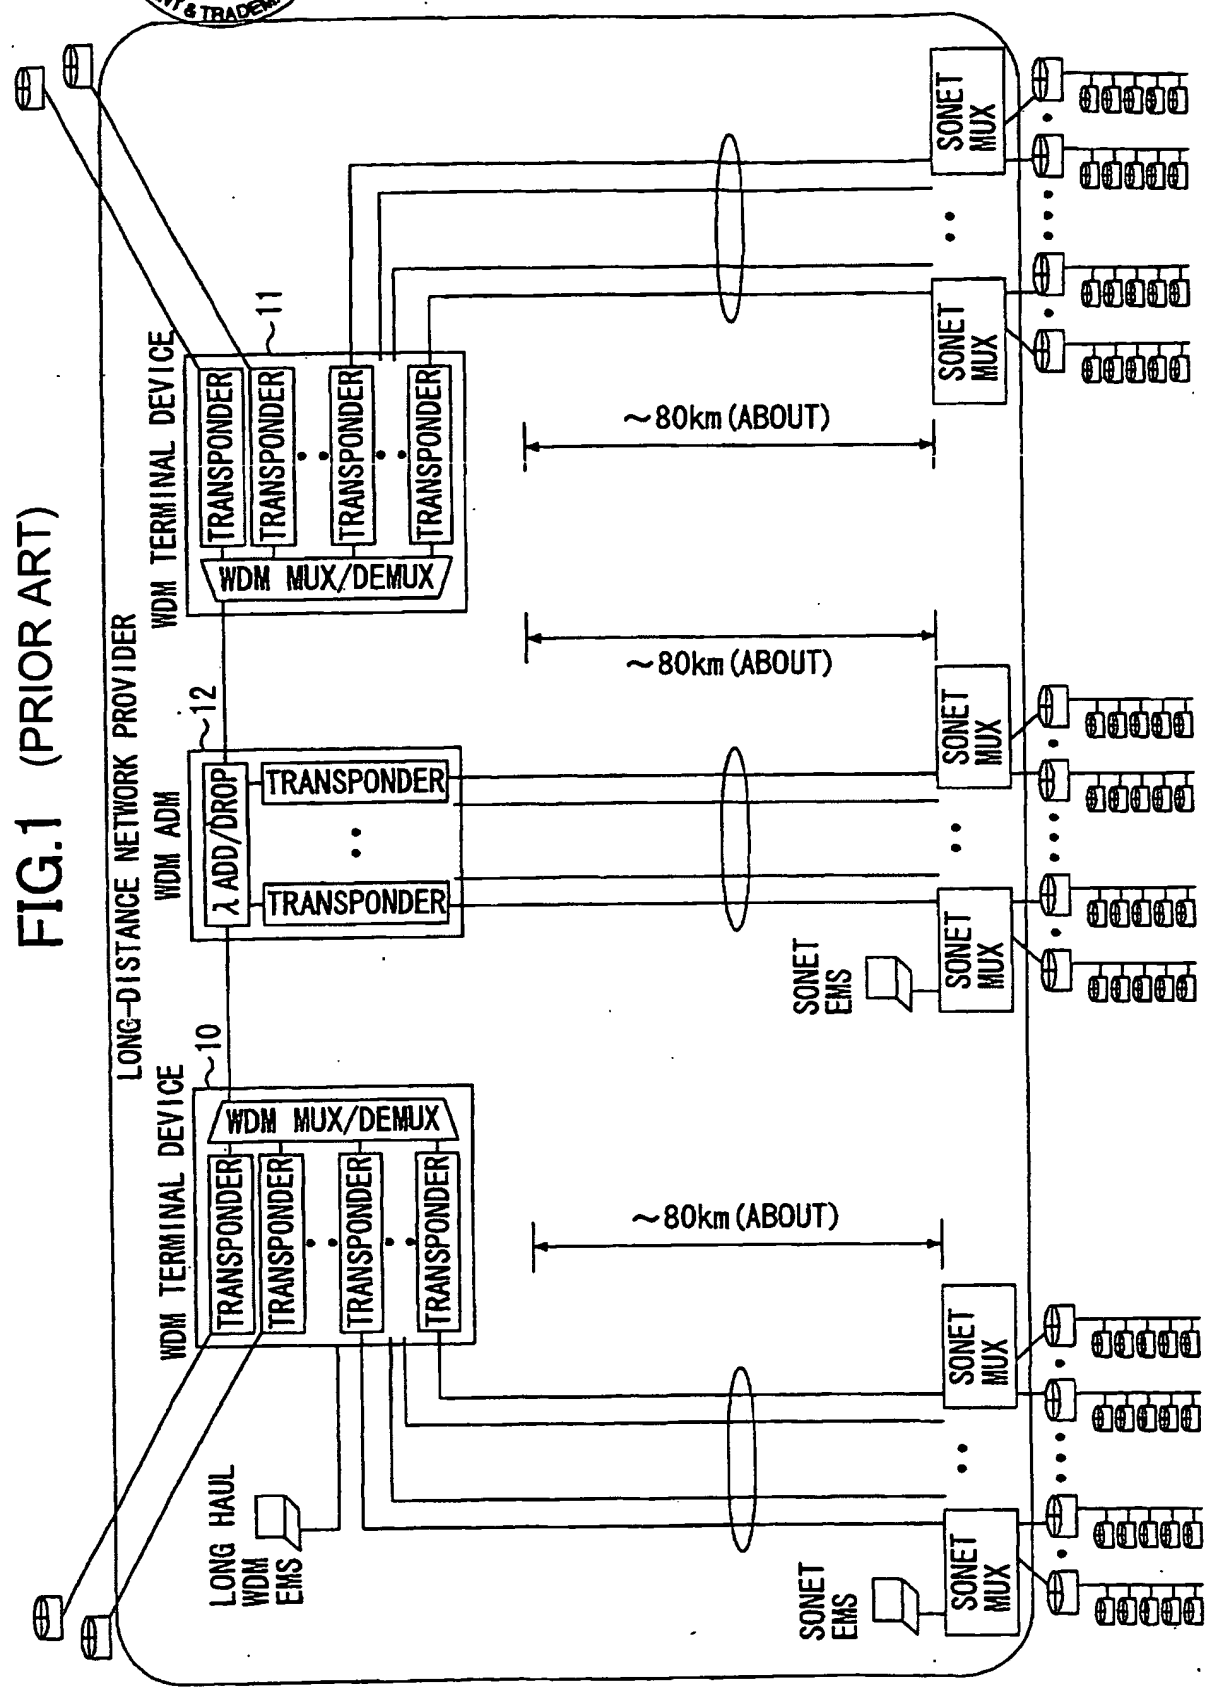 NT & TRADEM
FIG.1 (PRIOR ART)
LONG-DISTANCE NETWORK PROVIDER
WDM TERMINAL DEVICE
10
WDM MUX/DEMUX
TRANSPONDER
TRANSPONDER
TRANSPONDER
TRANSPONDER
WDM ADM
12
λ ADD/DROP
TRANSPONDER
TRANSPONDER
WDM TERMINAL DEVICE
11
WDM MUX/DEMUX
TRANSPONDER
TRANSPONDER
TRANSPONDER
TRANSPONDER
LONG HAUL
WDM
EMS
~80km(ABOUT)
~80km(ABOUT)
~80km(ABOUT)
SONET
EMS
SONET
MUX
SONET
MUX
SONET
EMS
SONET
MUX
SONET
MUX
SONET
MUX
SONET
MUX